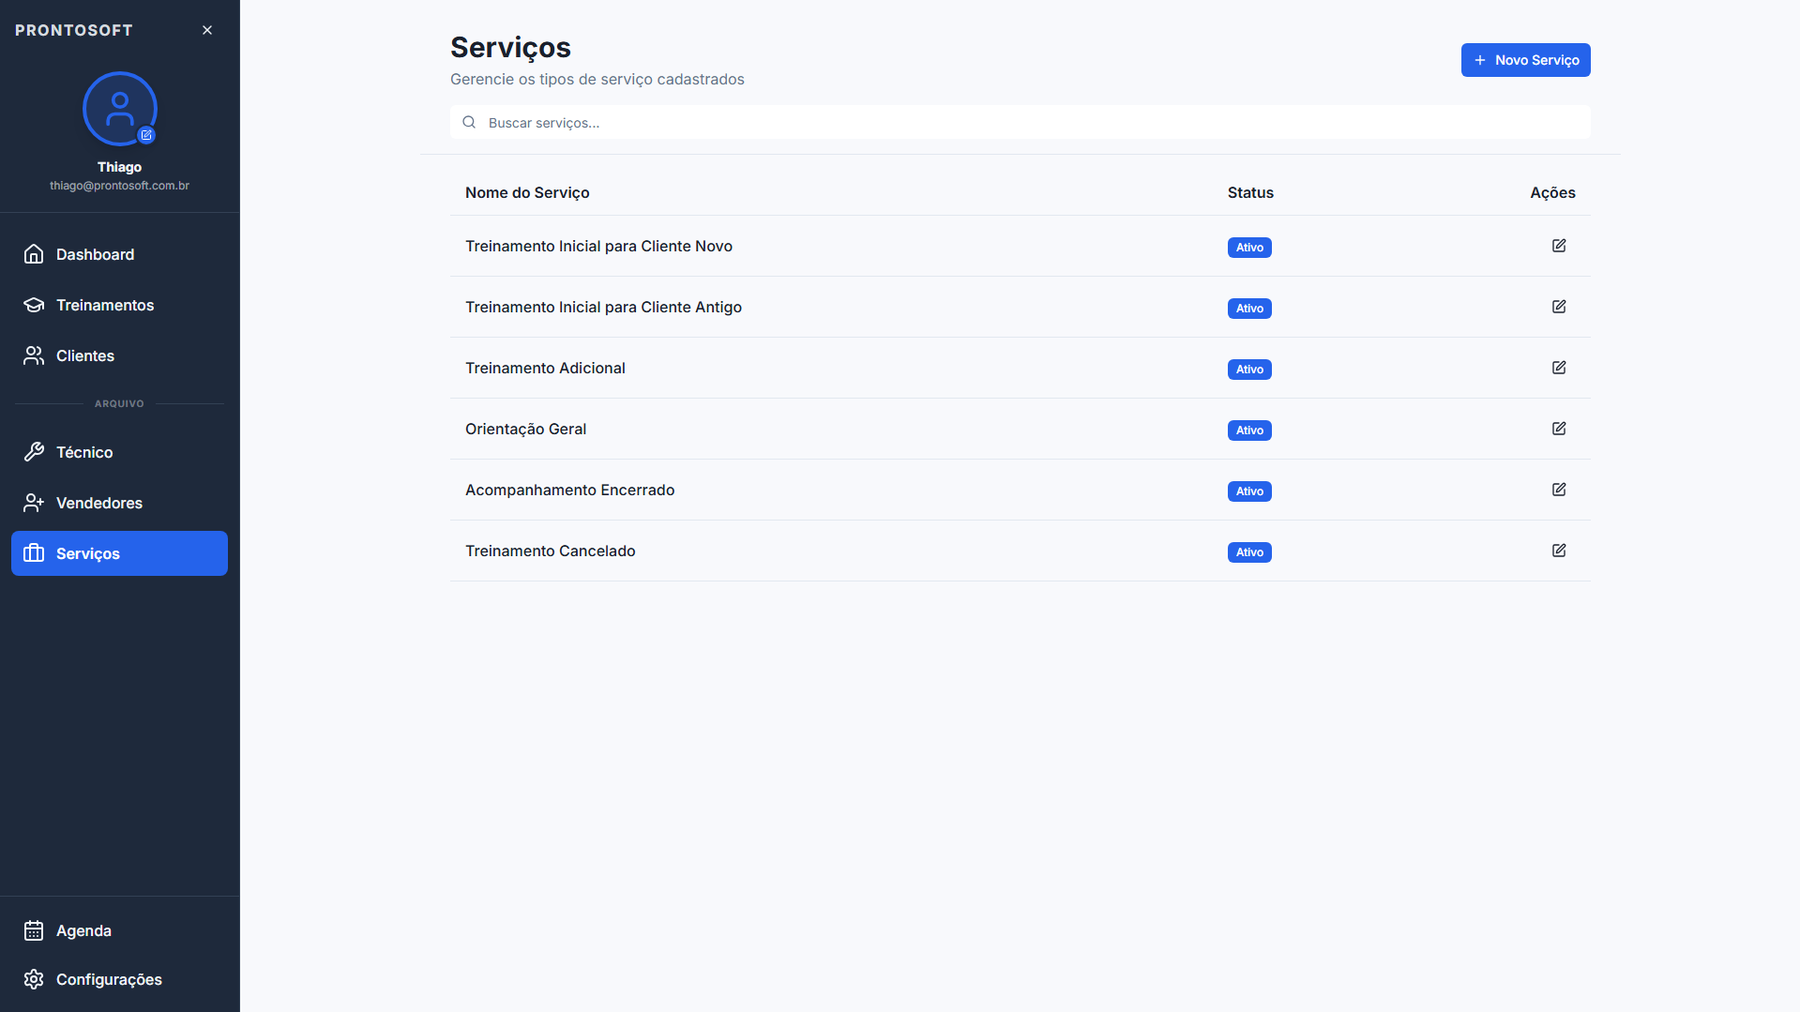 PRONTOSOFT
Thiago
thiago@prontosoft.com.br
Dashboard
Treinamentos
Clientes
ARQUIVO
Técnico
Vendedores
Serviços
Agenda
Configurações
Serviços
Gerencie os tipos de serviço cadastrados
Novo Serviço
Buscar serviços...
Nome do Serviço Status Ações
Treinamento Inicial para Cliente Novo Ativo
Treinamento Inicial para Cliente Antigo Ativo
Treinamento Adicional Ativo
Orientação Geral Ativo
Acompanhamento Encerrado Ativo
Treinamento Cancelado Ativo